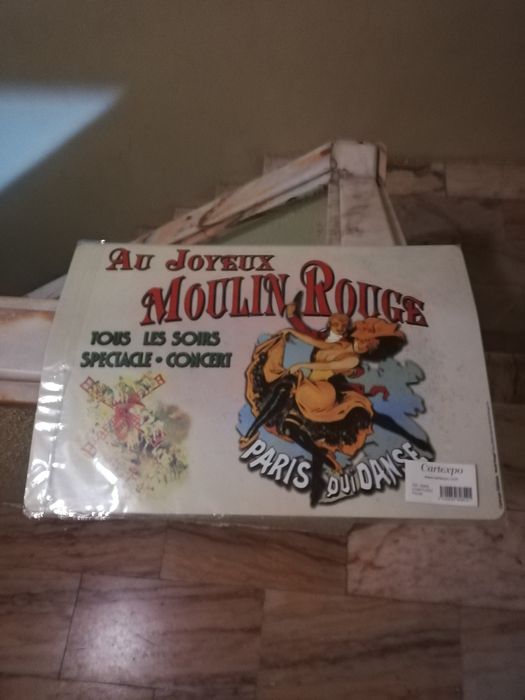 AU JOYEUX
MOULIN ROUGE
TOUS LES SOIRS
SPECTACLE • CONCERT
PARIS QUI DANSE
Cartexpo